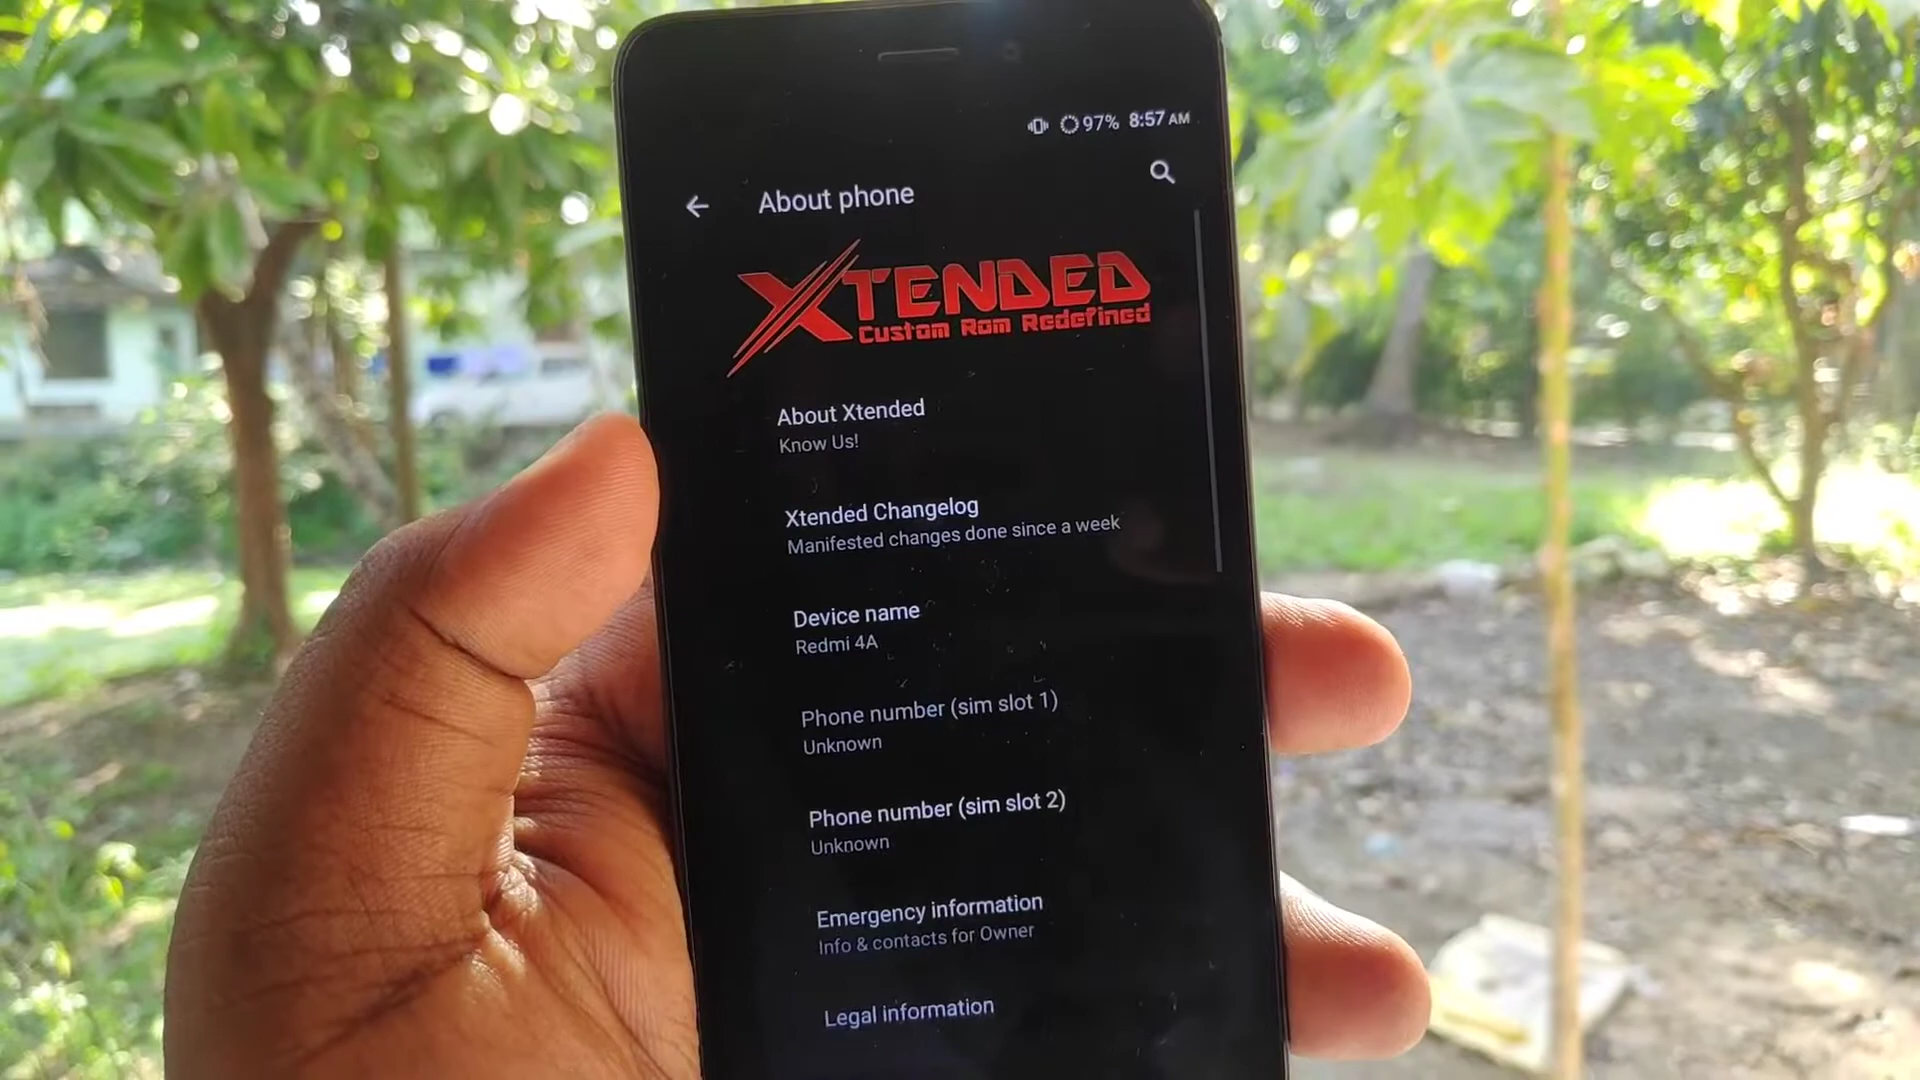 97% 8:57 AM
About phone
XTENDED
Custom Rom Redefined
About Xtended
Know Us!
Xtended Changelog
Manifested changes done since a week
Device name
Redmi 4A
Phone number (sim slot 1)
Unknown
Phone number (sim slot 2)
Unknown
Emergency information
Info & contacts for Owner
Legal information